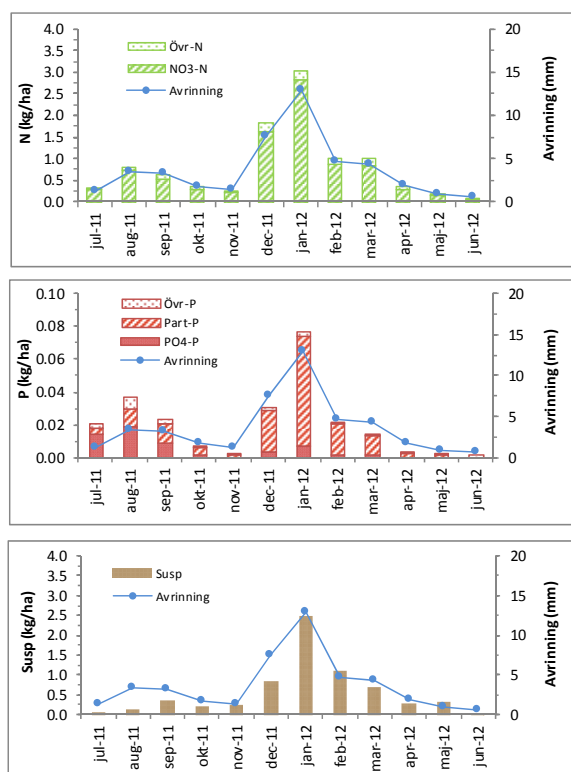 4.0
3.5
3.0
2.5
2.0
1.5
1.0
0.5
0.0
N (kg/ha)
Övr-N
NO3-N
Avrinning
20
15
10
5
0
Avrinning (mm)
jul-11
aug-11
sep-11
okt-11
nov-11
dec-11
jan-12
feb-12
mar-12
apr-12
maj-12
jun-12
0.10
0.08
0.06
0.04
0.02
0.00
P (kg/ha)
Övr-P
Part-P
PO4-P
Avrinning
20
15
10
5
0
Avrinning (mm)
jul-11
aug-11
sep-11
okt-11
nov-11
dec-11
jan-12
feb-12
mar-12
apr-12
maj-12
jun-12
4.0
3.5
3.0
2.5
2.0
1.5
1.0
0.5
0.0
Susp (kg/ha)
Susp
Avrinning
20
15
10
5
0
Avrinning (mm)
jul-11
aug-11
sep-11
okt-11
nov-11
dec-11
jan-12
feb-12
mar-12
apr-12
maj-12
jun-12